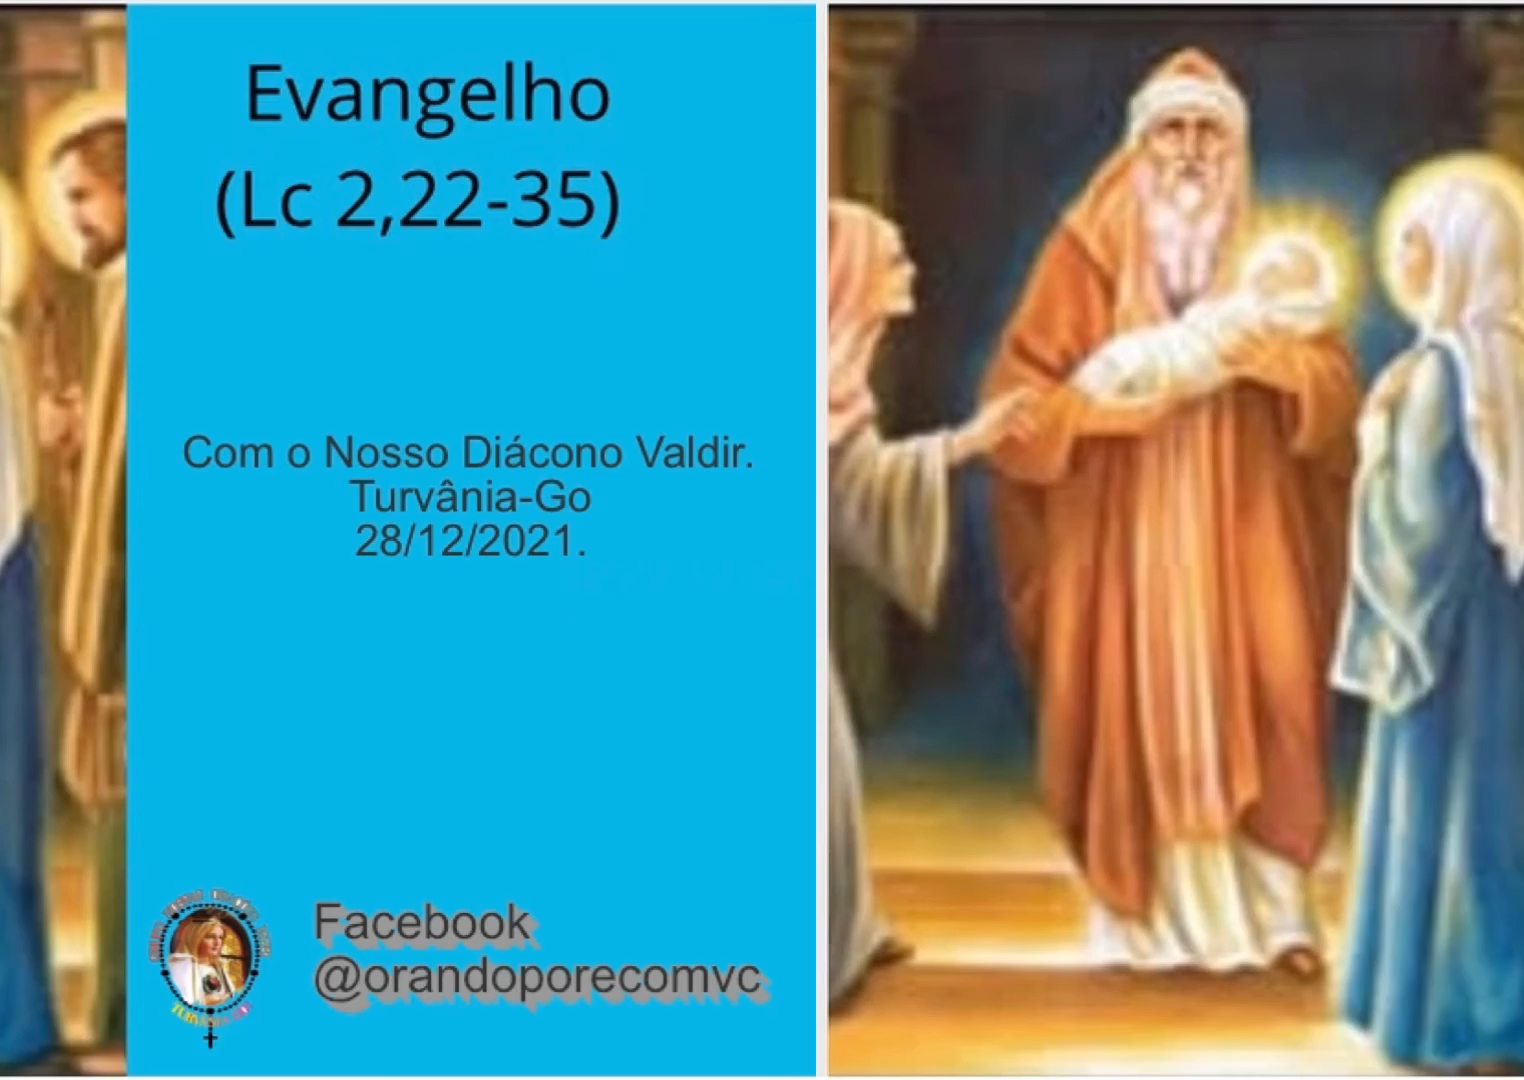 Evangelho
(Lc 2,22-35)
Com o Nosso Diácono Valdir.
Turvânia-Go
28/12/2021.
Facebook
@orandoporecomvc